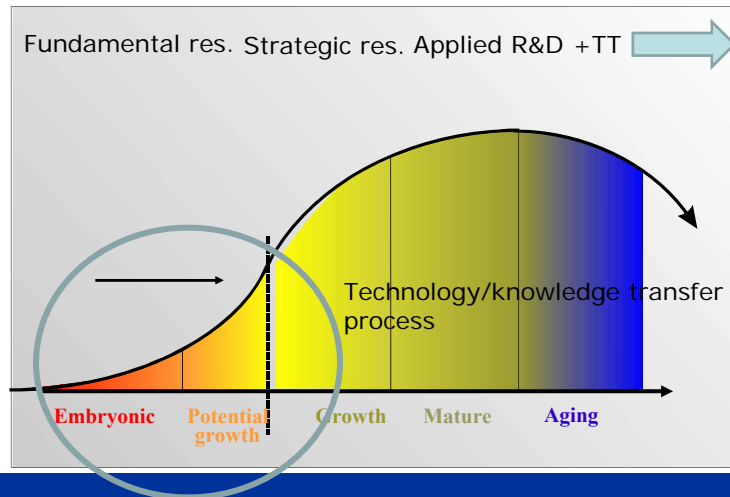 Fundamental res. Strategic res. Applied R&D +TT
Technology/knowledge transfer
process
Embryonic Potential Growth Mature Aging
growth